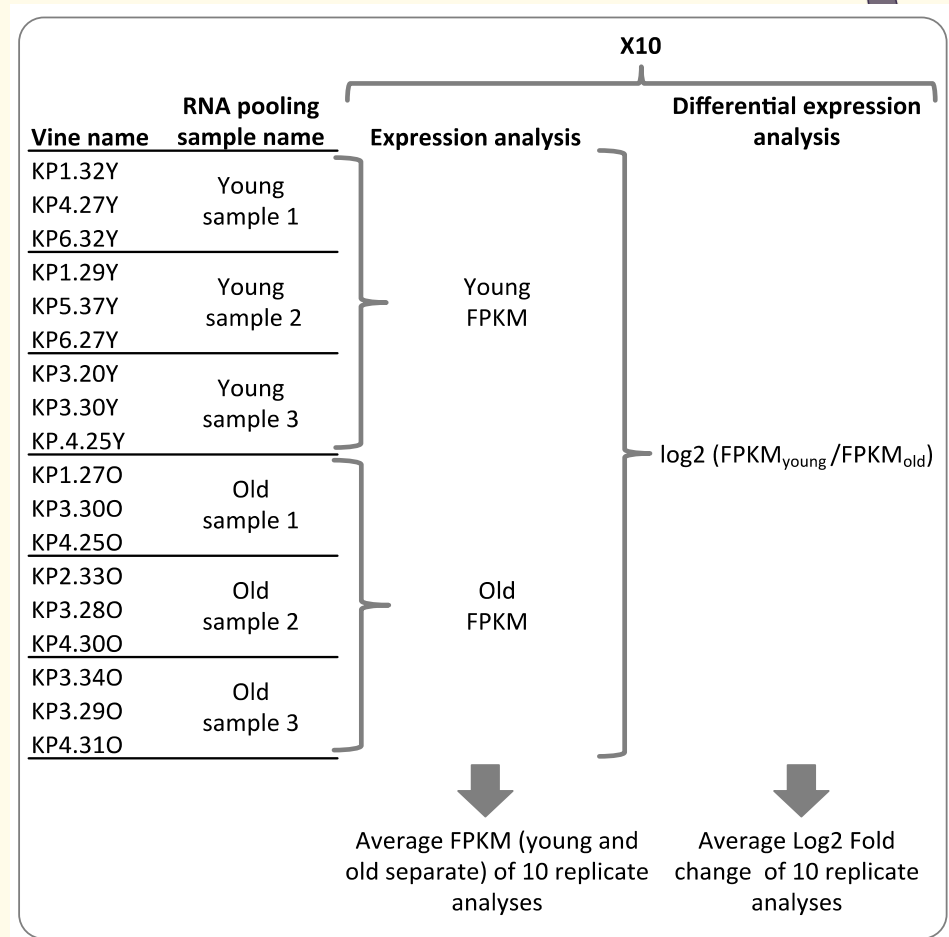 X10
Vine name
RNA pooling
sample name
Expression analysis
Differential expression
analysis
KP1.32Y
KP4.27Y
KP6.32Y
Young
sample 1
KP1.29Y
KP5.37Y
KP6.27Y
Young
sample 2
KP3.20Y
KP3.30Y
KP.4.25Y
Young
sample 3
Young
FPKM
KP1.27O
KP3.30O
KP4.25O
Old
sample 1
KP2.33O
KP3.28O
KP4.30O
Old
sample 2
KP3.34O
KP3.29O
KP4.31O
Old
sample 3
Old
FPKM
log2 (FPKMyoung /FPKMold)
Average FPKM (young and
old separate) of 10 replicate
analyses
Average Log2 Fold
change of 10 replicate
analyses